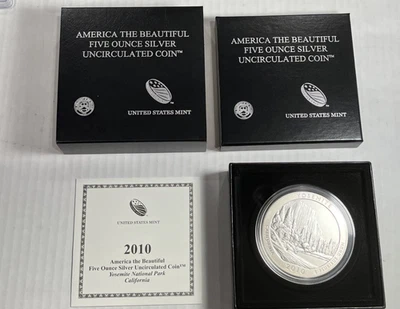 AMERICA THE BEAUTIFUL
FIVE OUNCE SILVER
UNCIRCULATED COIN™
UNITED STATES MINT
AMERICA THE BEAUTIFUL
FIVE OUNCE SILVER
UNCIRCULATED COIN™
UNITED STATES MINT
UNITED STATES MINT
2010
America the Beautiful
Five Ounce Silver Uncirculated Coin™
Yosemite National Park
California